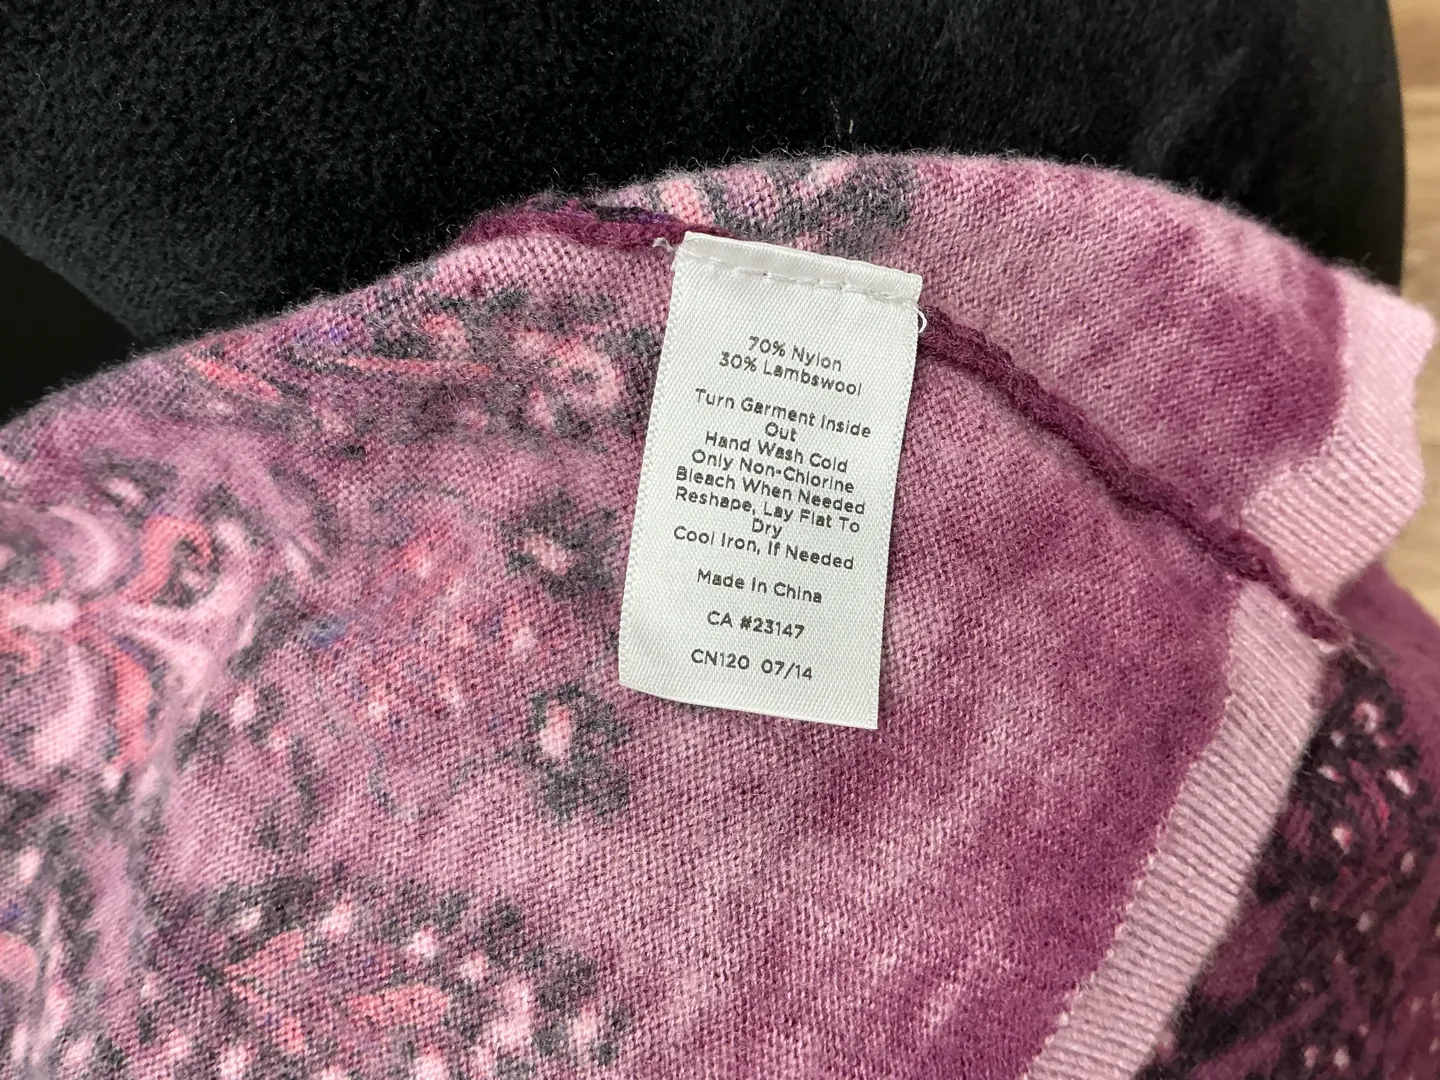 70% Nylon
30% Lambswool
Turn Garment Inside
Out
Hand Wash Cold
Only Non-Chlorine
Bleach When Needed
Reshape, Lay Flat To
Dry
Cool Iron, If Needed
Made In China
CA #23147
CN120 07/14